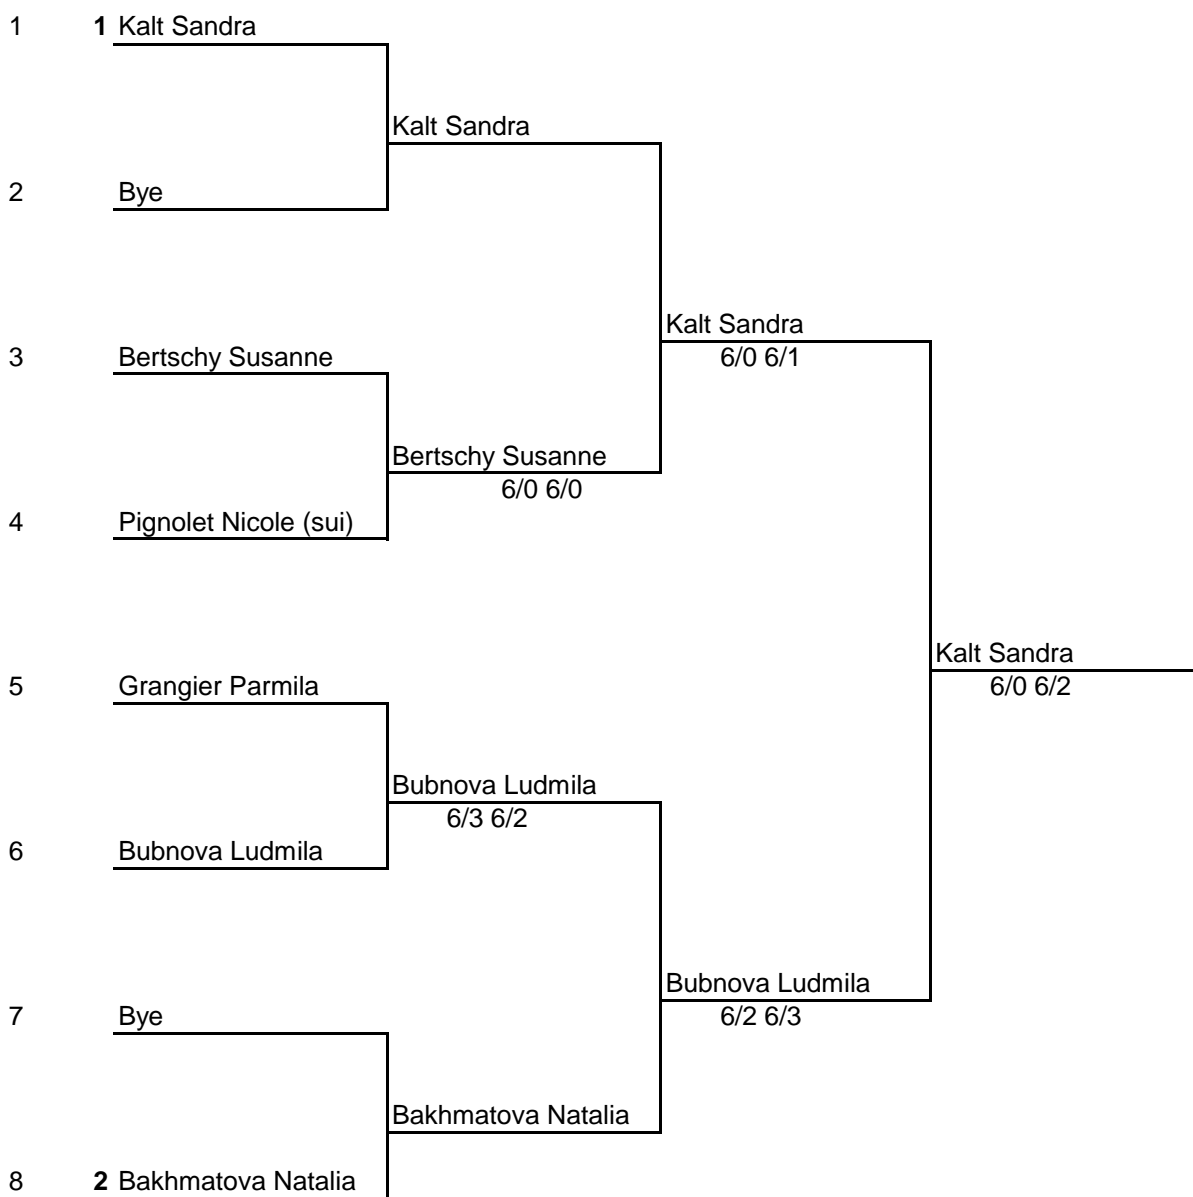 1 1 Kalt Sandra
Kalt Sandra
2 Bye
Kalt Sandra
6/0 6/1
3 Bertschy Susanne
Bertschy Susanne
6/0 6/0
4 Pignolet Nicole (sui)
Kalt Sandra
6/0 6/2
5 Grangier Parmila
Bubnova Ludmila
6/3 6/2
6 Bubnova Ludmila
Bubnova Ludmila
6/2 6/3
7 Bye
Bakhmatova Natalia
8 2 Bakhmatova Natalia